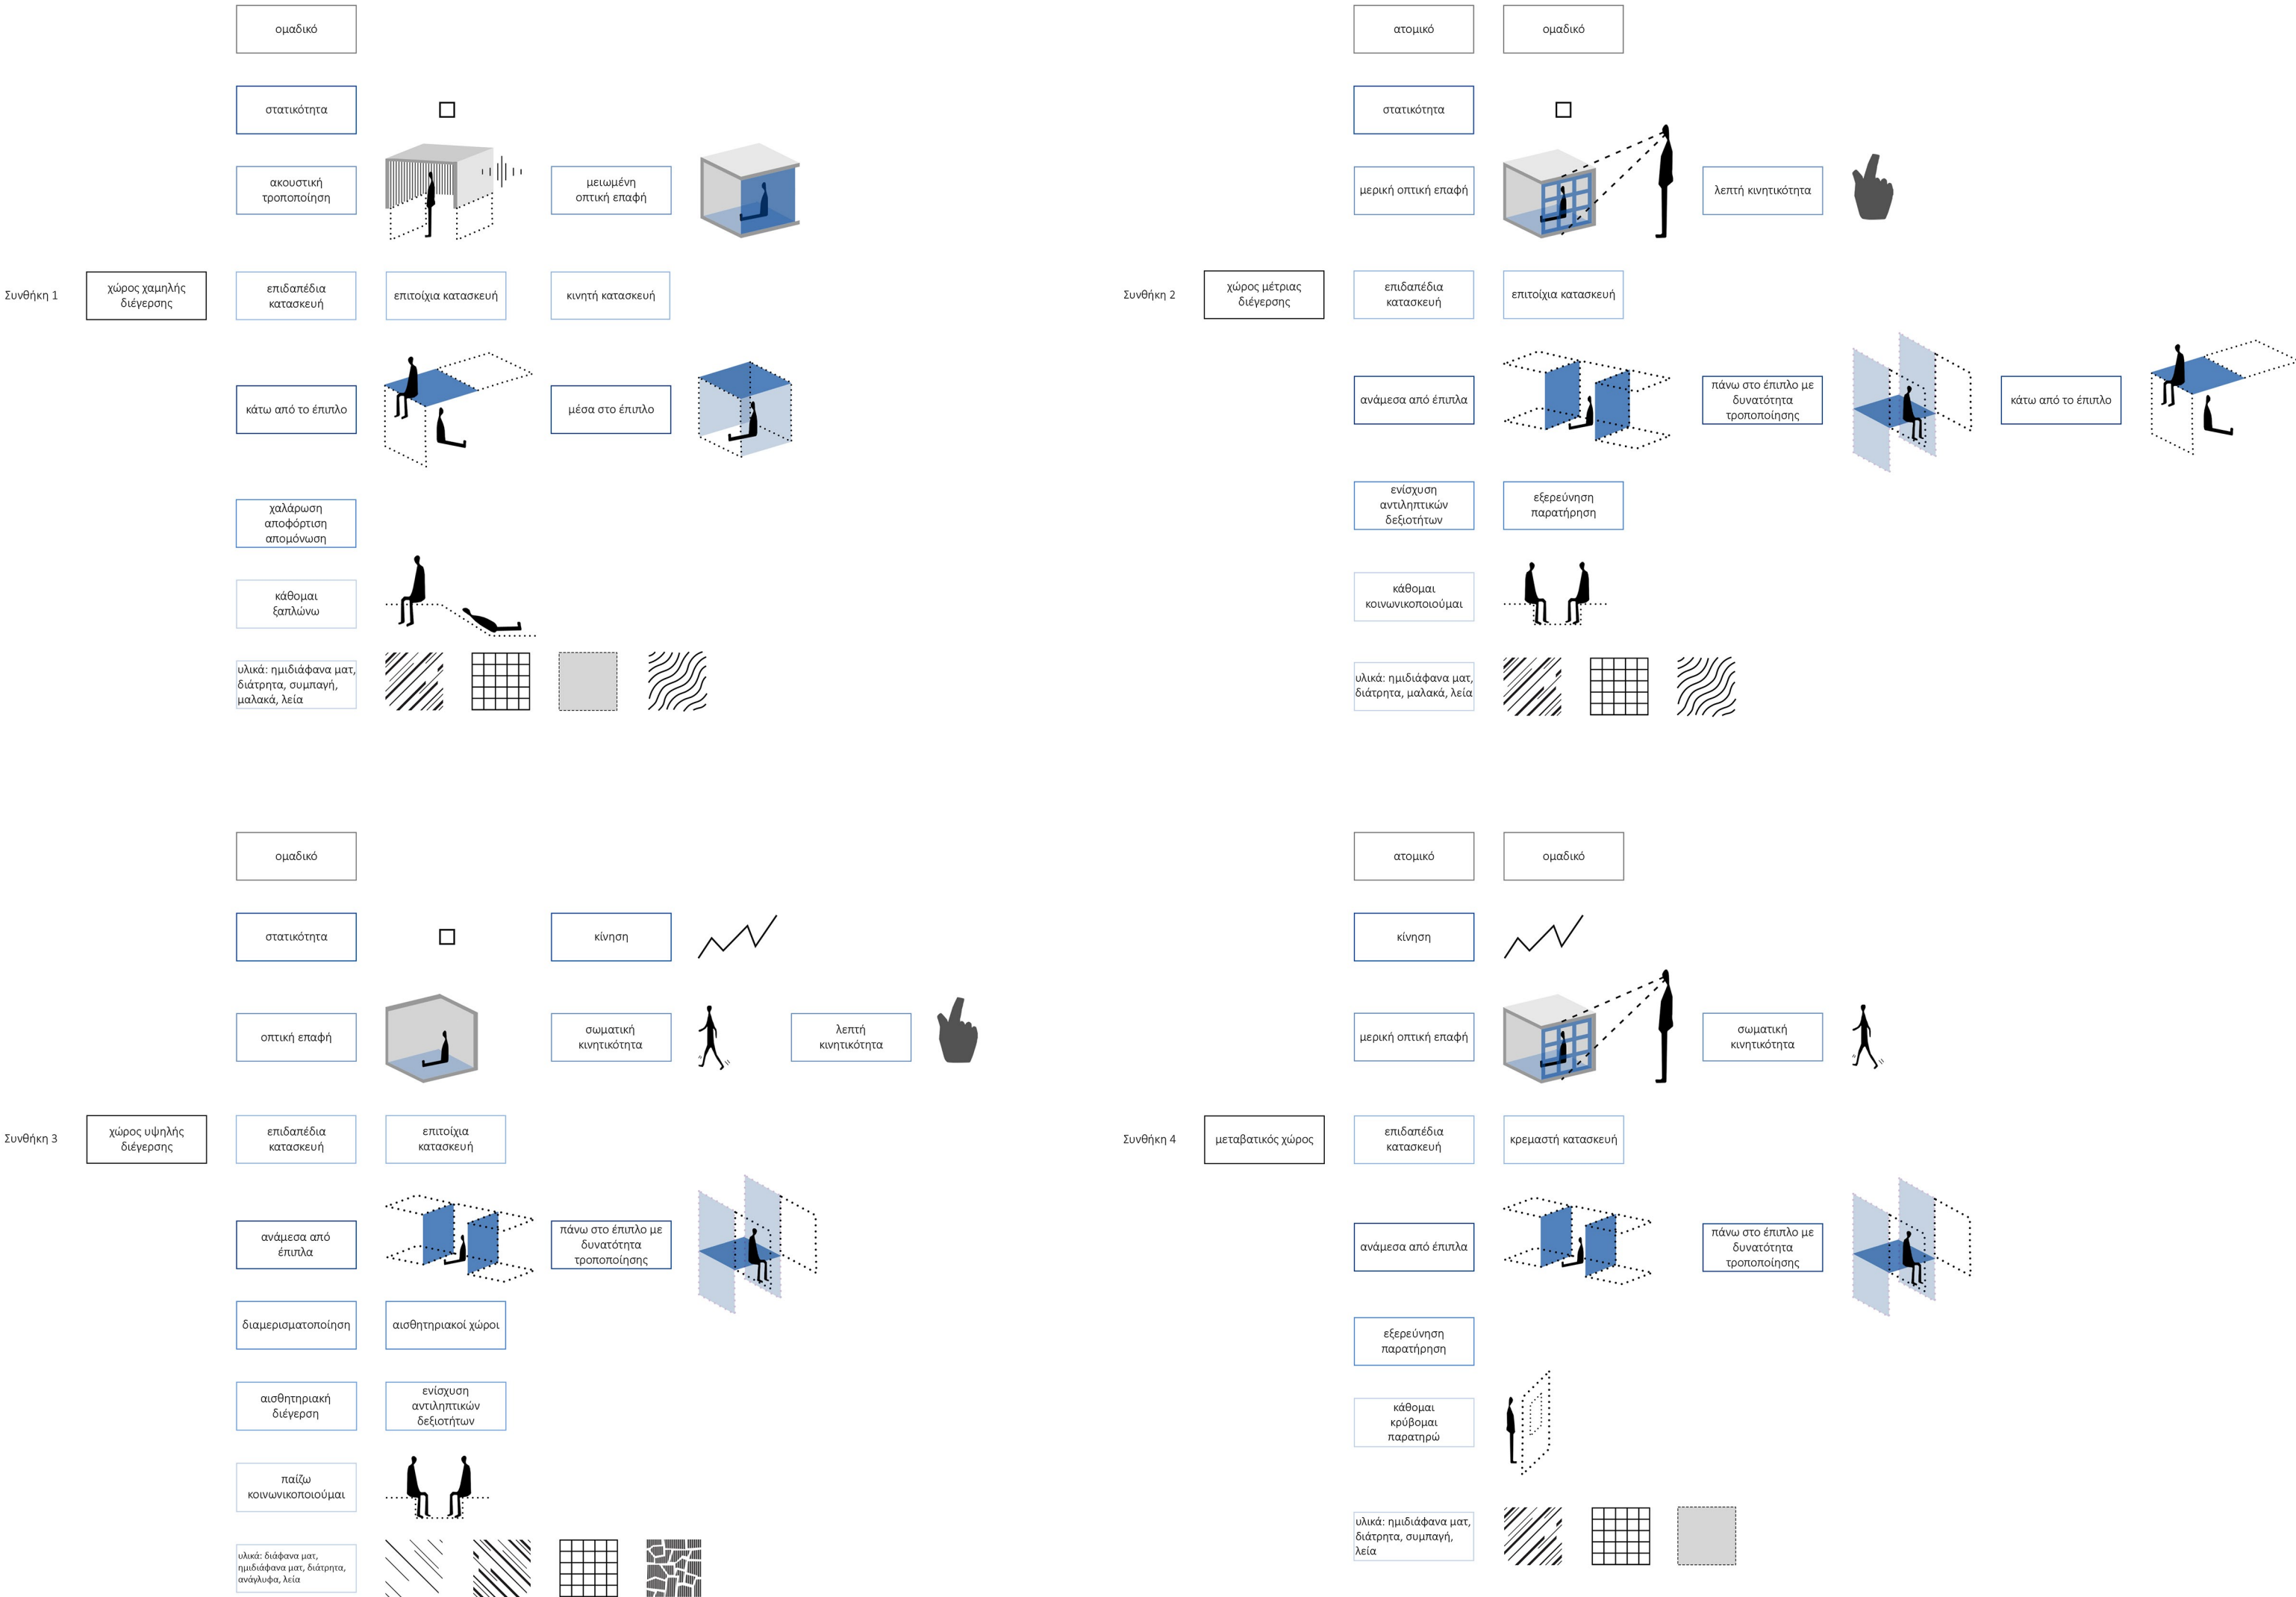 ομαδικό
στατικότητα
ακουστική
τροποποίηση
μειωμένη
οπτική επαφή
Συνθήκη 1
χώρος χαμηλής
διέγερσης
επιδαπέδια
κατασκευή
επιτοίχια κατασκευή
κινητή κατασκευή
κάτω από το έπιπλο
μέσα στο έπιπλο
χαλάρωση
αποφόρτιση
απομόνωση
κάθομαι
ξαπλώνω
υλικά: ημιδιάφανα ματ,
διάτρητα, συμπαγή,
μαλακά, λεία
ατομικό
ομαδικό
στατικότητα
μερική οπτική επαφή
λεπτή κινητικότητα
Συνθήκη 2
χώρος μέτριας
διέγερσης
επιδαπέδια
κατασκευή
επιτοίχια κατασκευή
ανάμεσα από έπιπλα
πάνω στο έπιπλο με
δυνατότητα
τροποποίησης
κάτω από το έπιπλο
ενίσχυση
αντιληπτικών
δεξιοτήτων
εξερεύνηση
παρατήρηση
κάθομαι
κοινωνικοποιούμαι
υλικά: ημιδιάφανα ματ,
διάτρητα, μαλακά, λεία
ομαδικό
στατικότητα
κίνηση
οπτική επαφή
σωματική
κινητικότητα
λεπτή
κινητικότητα
Συνθήκη 3
χώρος υψηλής
διέγερσης
επιδαπέδια
κατασκευή
επιτοίχια
κατασκευή
ανάμεσα από
έπιπλα
πάνω στο έπιπλο με
δυνατότητα
τροποποίησης
διαμερισματοποίηση
αισθητηριακοί χώροι
αισθητηριακή
διέγερση
ενίσχυση
αντιληπτικών
δεξιοτήτων
παίζω
κοινωνικοποιούμαι
υλικά: διάφανα ματ,
ημιδιάφανα ματ, διάτρητα,
ανάγλυφα, λεία
ατομικό
ομαδικό
κίνηση
μερική οπτική επαφή
σωματική
κινητικότητα
Συνθήκη 4
μεταβατικός χώρος
επιδαπέδια
κατασκευή
κρεμαστή κατασκευή
ανάμεσα από έπιπλα
πάνω στο έπιπλο με
δυνατότητα
τροποποίησης
εξερεύνηση
παρατήρηση
κάθομαι
κρύβομαι
παρατηρώ
υλικά: ημιδιάφανα ματ,
διάτρητα, συμπαγή,
λεία